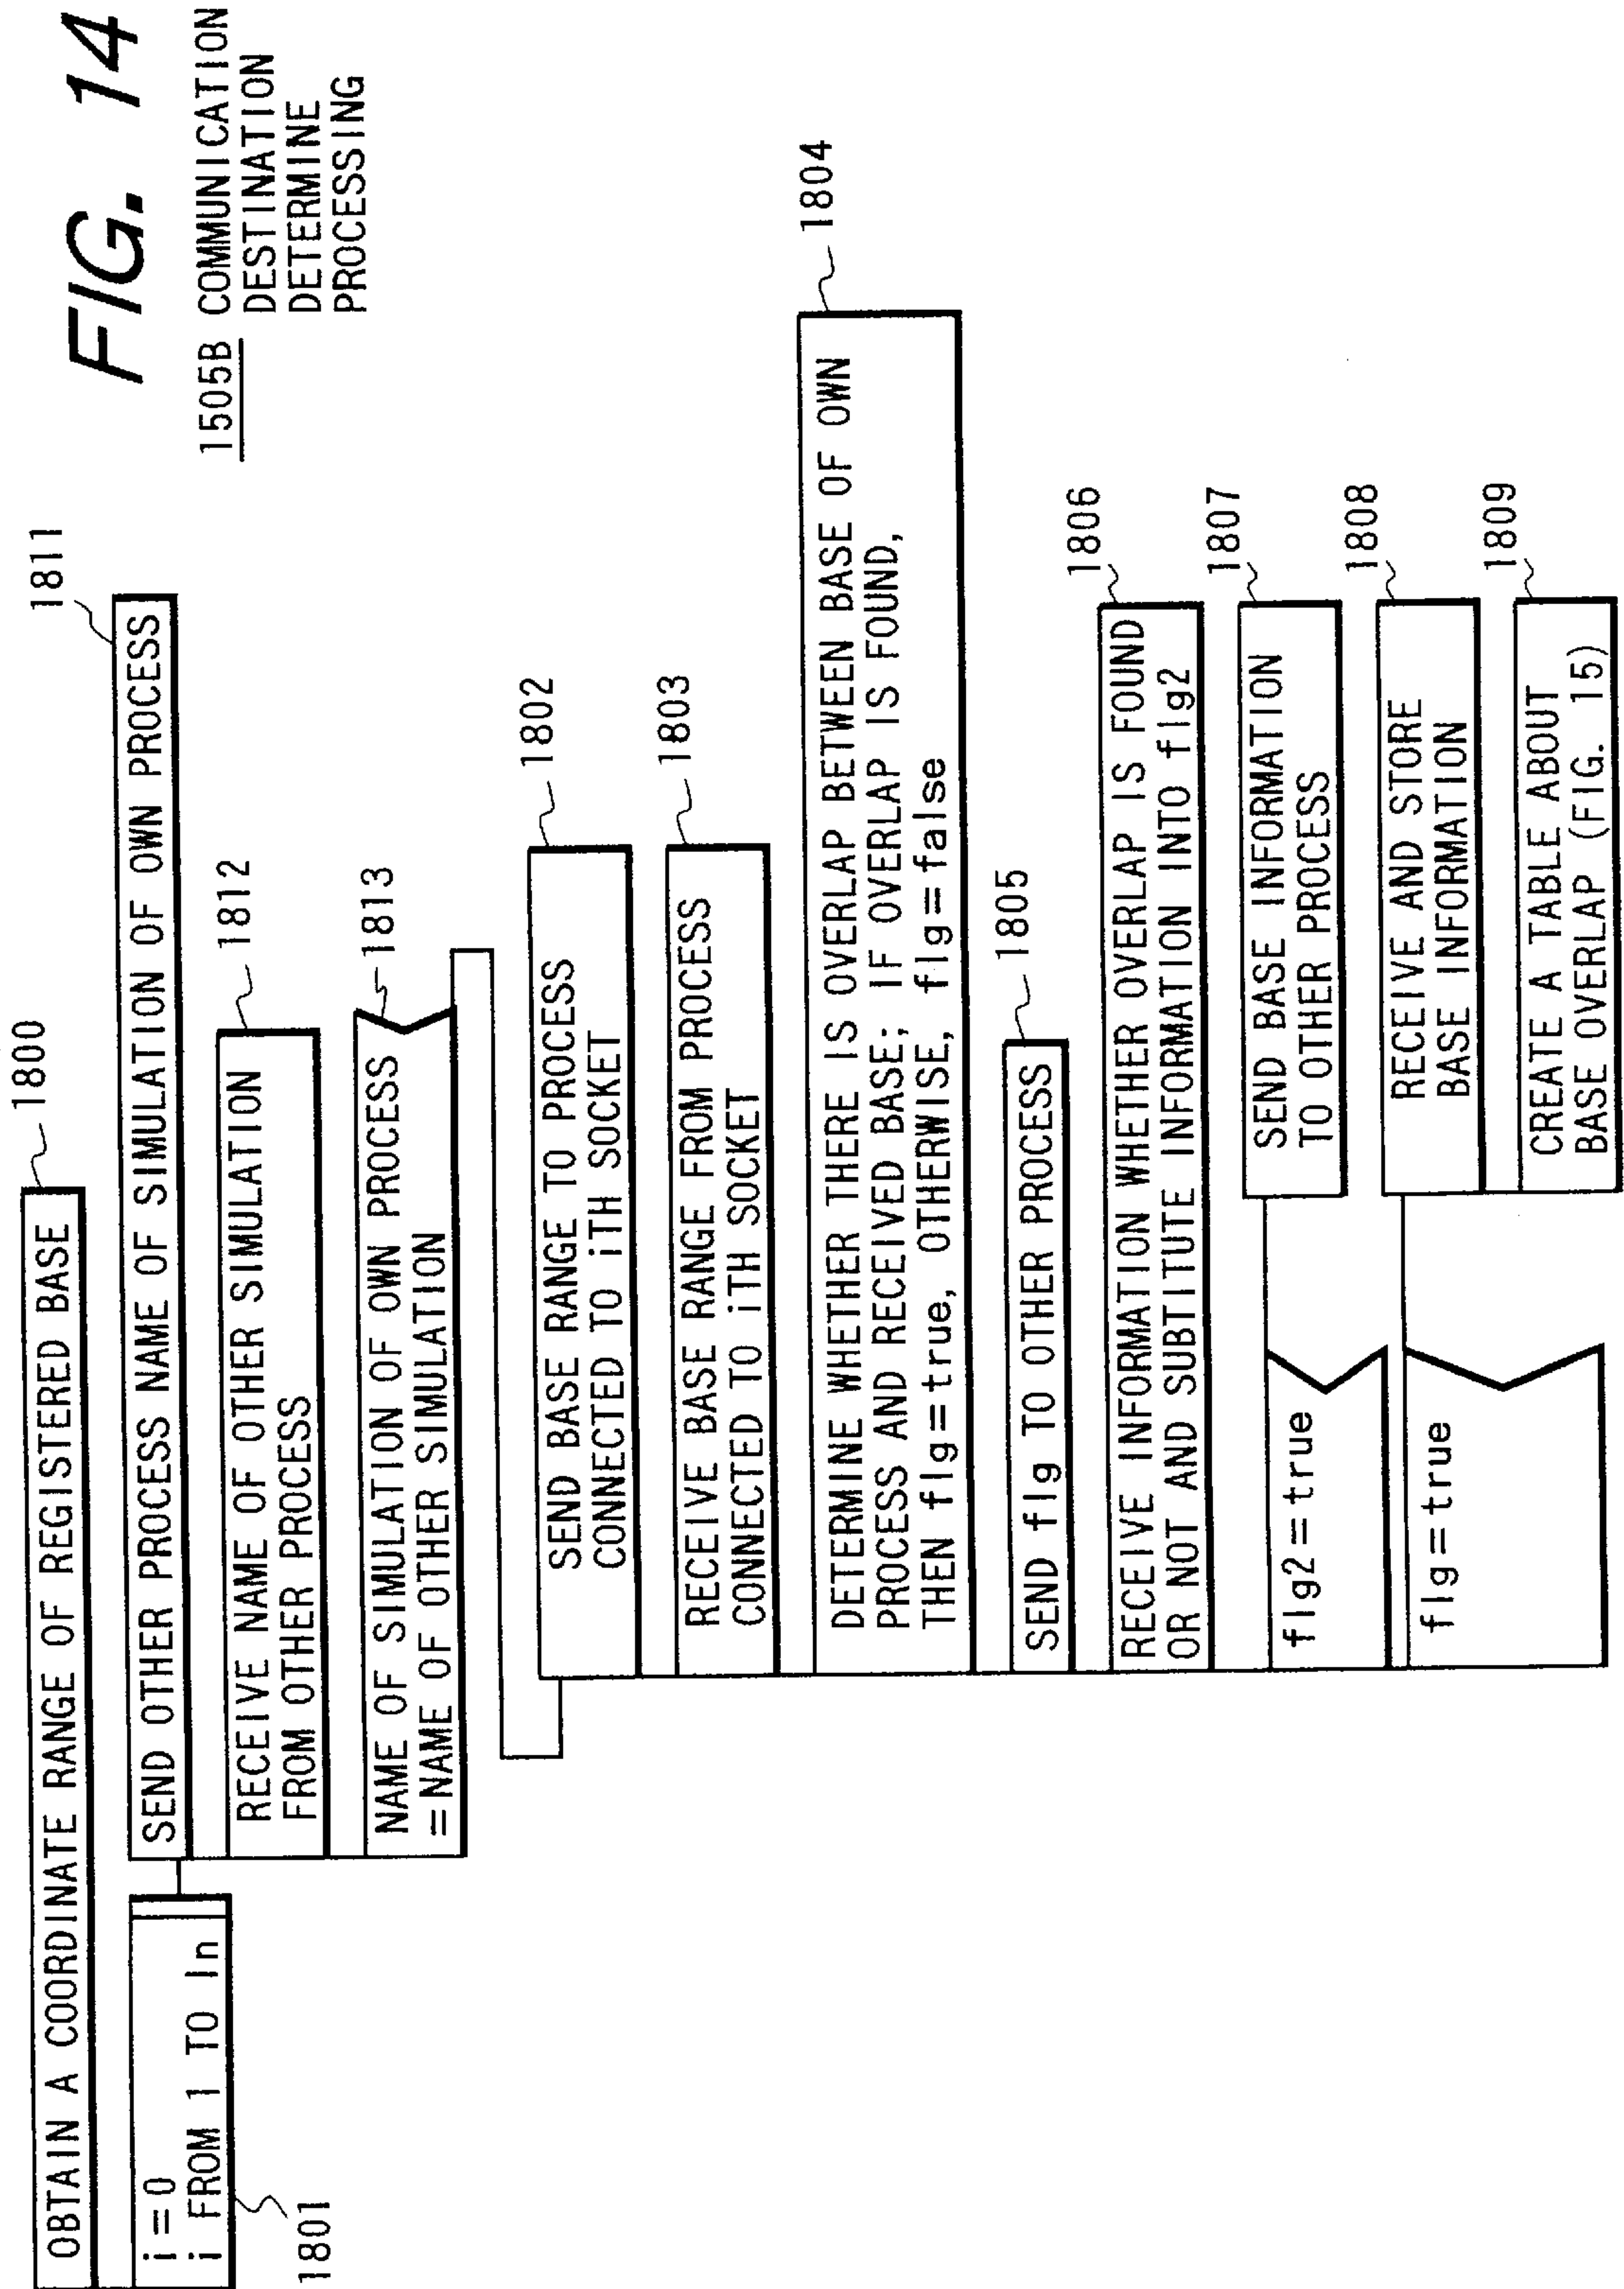 FIG. 14
1505B COMMUNICATION
DESTINATION
DETERMINE
PROCESSING
1800
OBTAIN A COORDINATE RANGE OF REGISTERED BASE
i=0
i FROM 1 TO In
1801
1811
SEND OTHER PROCESS NAME OF SIMULATION OF OWN PROCESS
1812
RECEIVE NAME OF OTHER SIMULATION
FROM OTHER PROCESS
1813
NAME OF SIMULATION OF OWN PROCESS
=NAME OF OTHER SIMULATION
1802
SEND BASE RANGE TO PROCESS
CONNECTED TO iTH SOCKET
1803
RECEIVE BASE RANGE FROM PROCESS
CONNECTED TO iTH SOCKET
1804
DETERMINE WHETHER THERE IS OVERLAP BETWEEN BASE OF OWN
PROCESS AND RECEIVED BASE; IF OVERLAP IS FOUND,
THEN flg=true, OTHERWISE, flg=false
1805
SEND flg TO OTHER PROCESS
1806
RECEIVE INFORMATION WHETHER OVERLAP IS FOUND
OR NOT AND SUBTITUTE INFORMATION INTO flg2
flg2=true
1807
SEND BASE INFORMATION
TO OTHER PROCESS
flg=true
1808
RECEIVE AND STORE
BASE INFORMATION
1809
CREATE A TABLE ABOUT
BASE OVERLAP (FIG. 15)